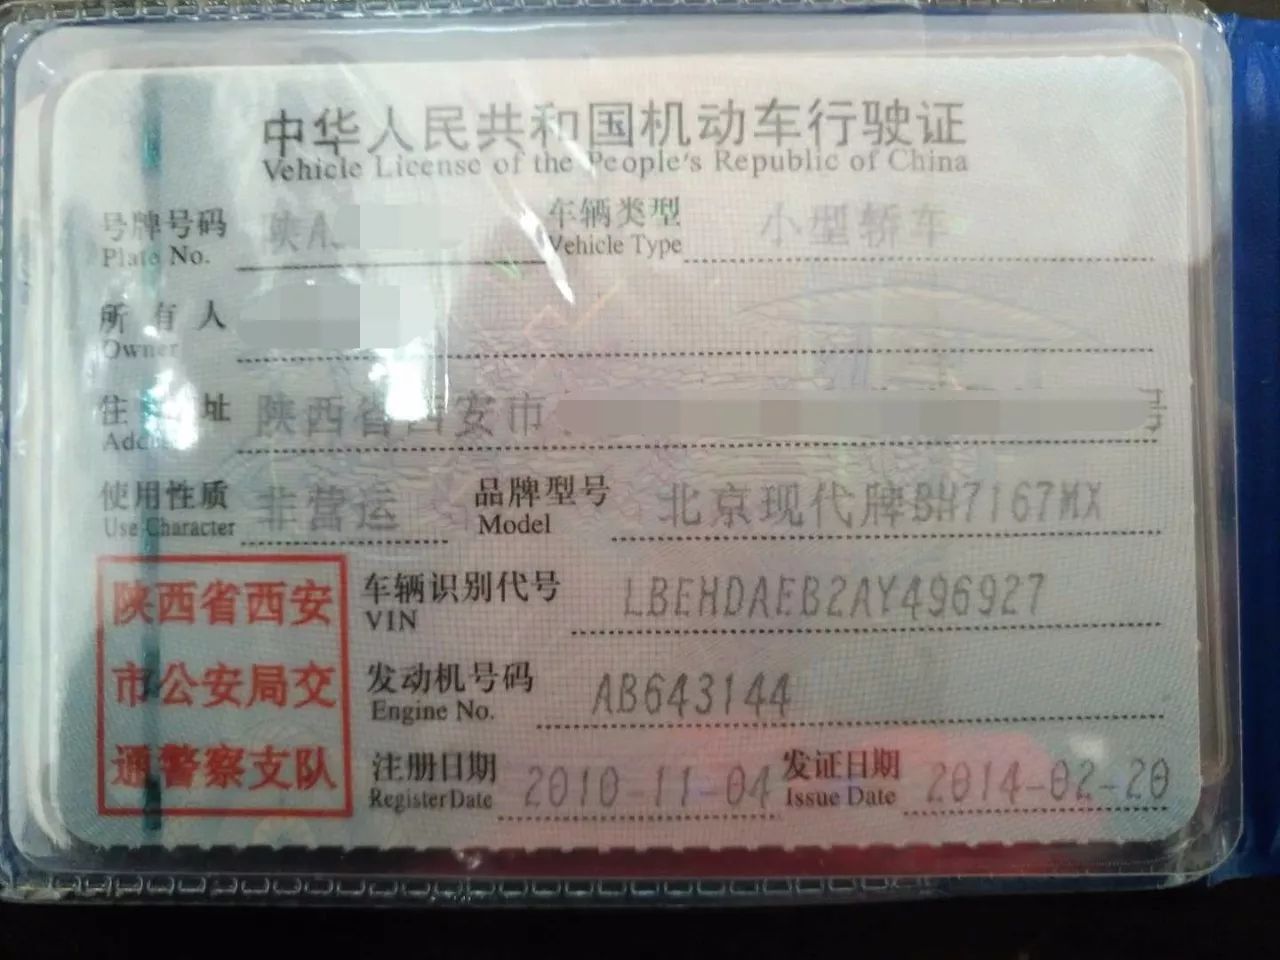 中华人民共和国机动车行驶证
Vehicle License of the People's Republic of China
号牌号码 陕A 车辆类型 小型轿车
Plate No. Vehicle Type
所有人
Owner
住 址 陕西省西安市 号
Address
使用性质 非营运 品牌型号 北京现代牌BH7167MX
Use Character Model
陕西省西安
市公安局交
通警察支队
车辆识别代号 LBEHDAEB2AY496927
VIN
发动机号码 AB643144
Engine No.
注册日期 2010-11-04 发证日期 2014-02-20
Register Date Issue Date